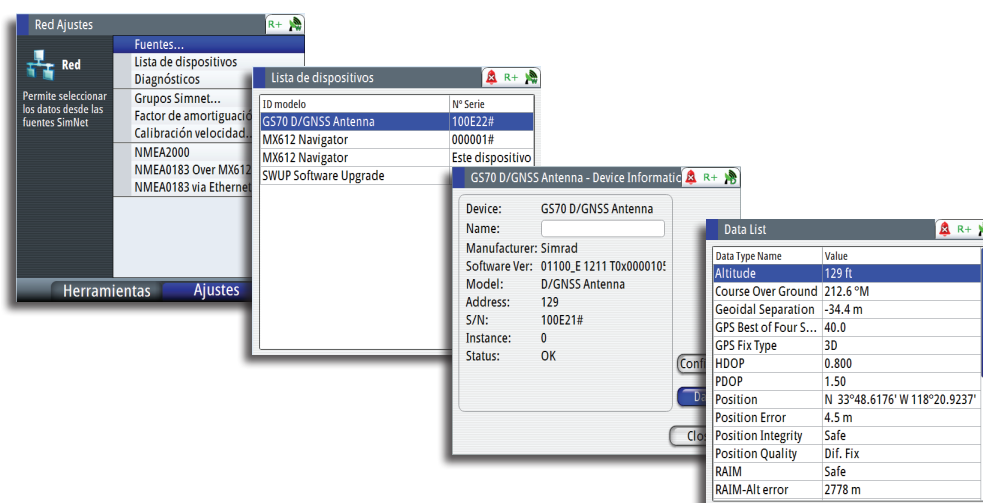 Red Ajustes
R+
Red
Permite seleccionar
los datos desde las
fuentes SimNet
Fuentes...
Lista de dispositivos
Diagnósticos
Grupos Simnet...
Factor de amortiguació
Calibración velocidad.
NMEA2000
NMEA0183 Over MX612
NMEA0183 via Ethernet
Herramientas Ajustes
Lista de dispositivos
R+
ID modelo Nº Serie
GS70 D/GNSS Antenna 100E22#
MX612 Navigator 000001#
MX612 Navigator Este dispositivo
SWUP Software Upgrade
GS70 D/GNSS Antenna - Device Informatic
R+
Device: GS70 D/GNSS Antenna
Name:
Manufacturer: Simrad
Software Ver: 01100_E 1211 T0x000010
Model: D/GNSS Antenna
Address: 129
S/N: 100E21#
Instance: 0
Status: OK
Confi
Da
Clo
Data List
R+
Data Type Name Value
Altitude 129 ft
Course Over Ground 212.6 °M
Geoidal Separation -34.4 m
GPS Best of Four S... 40.0
GPS Fix Type 3D
HDOP 0.800
PDOP 1.50
Position N 33º48.6176' W 118º20.9237'
Position Error 4.5 m
Position Integrity Safe
Position Quality Dif. Fix
RAIM Safe
RAIM-Alt error 2778 m